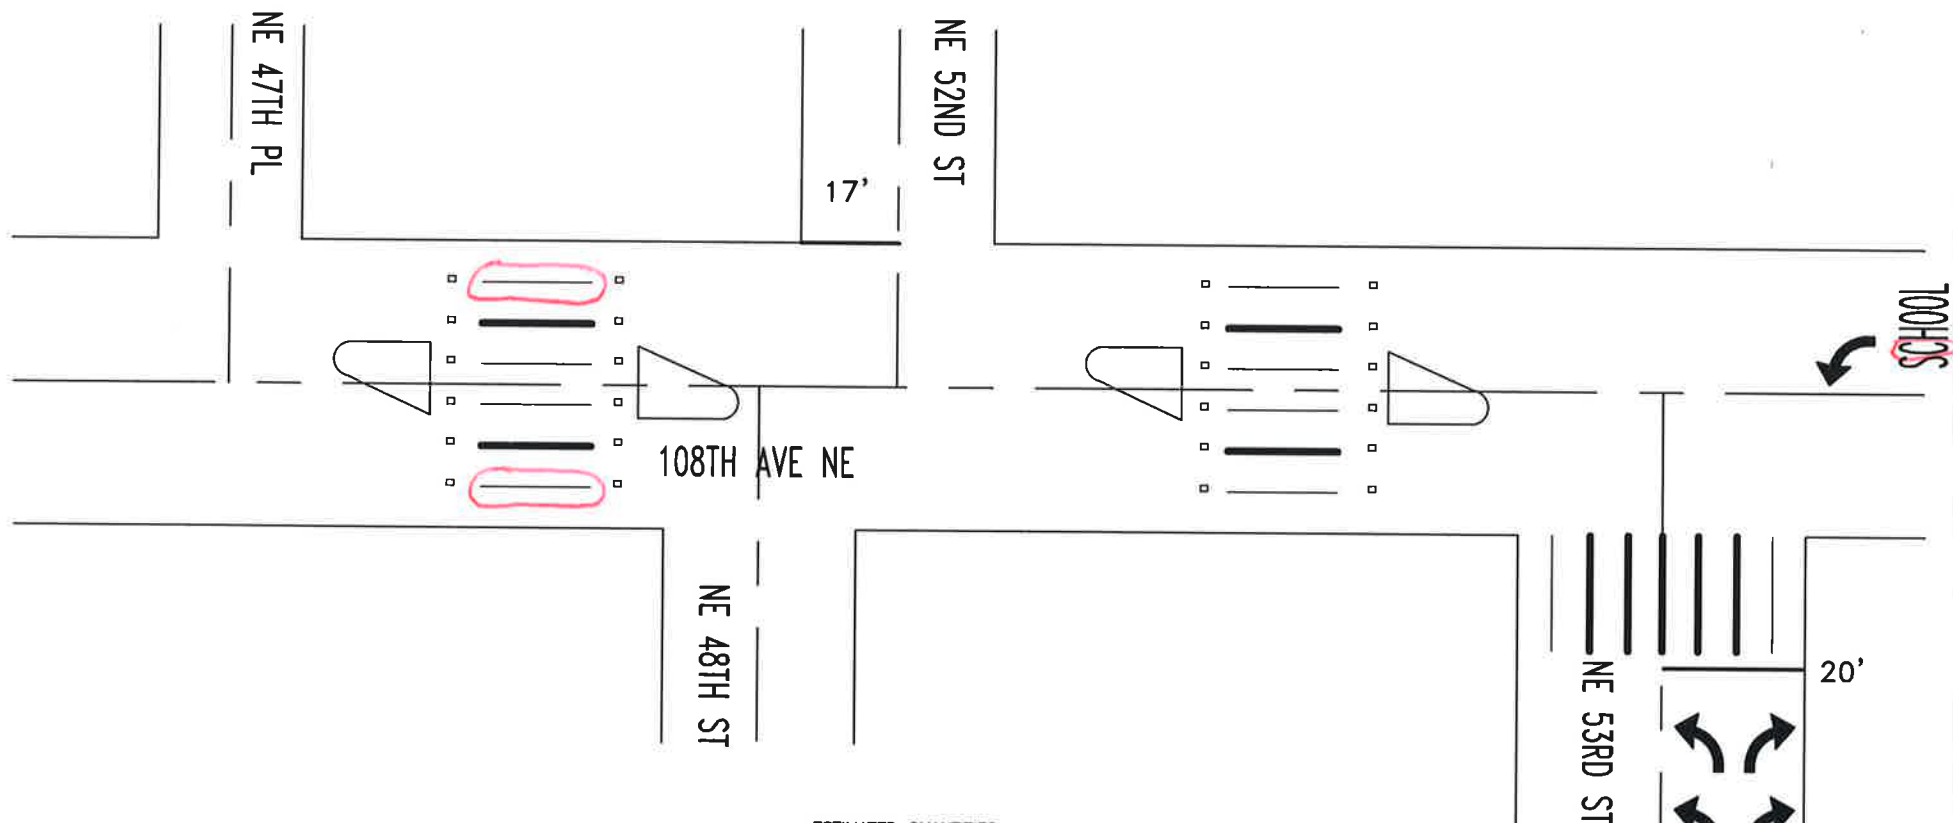 NE 47TH PL
NE 52ND ST
17'
SCHOOL
108TH AVE NE
NE 48TH ST
NE 53RD ST
20'